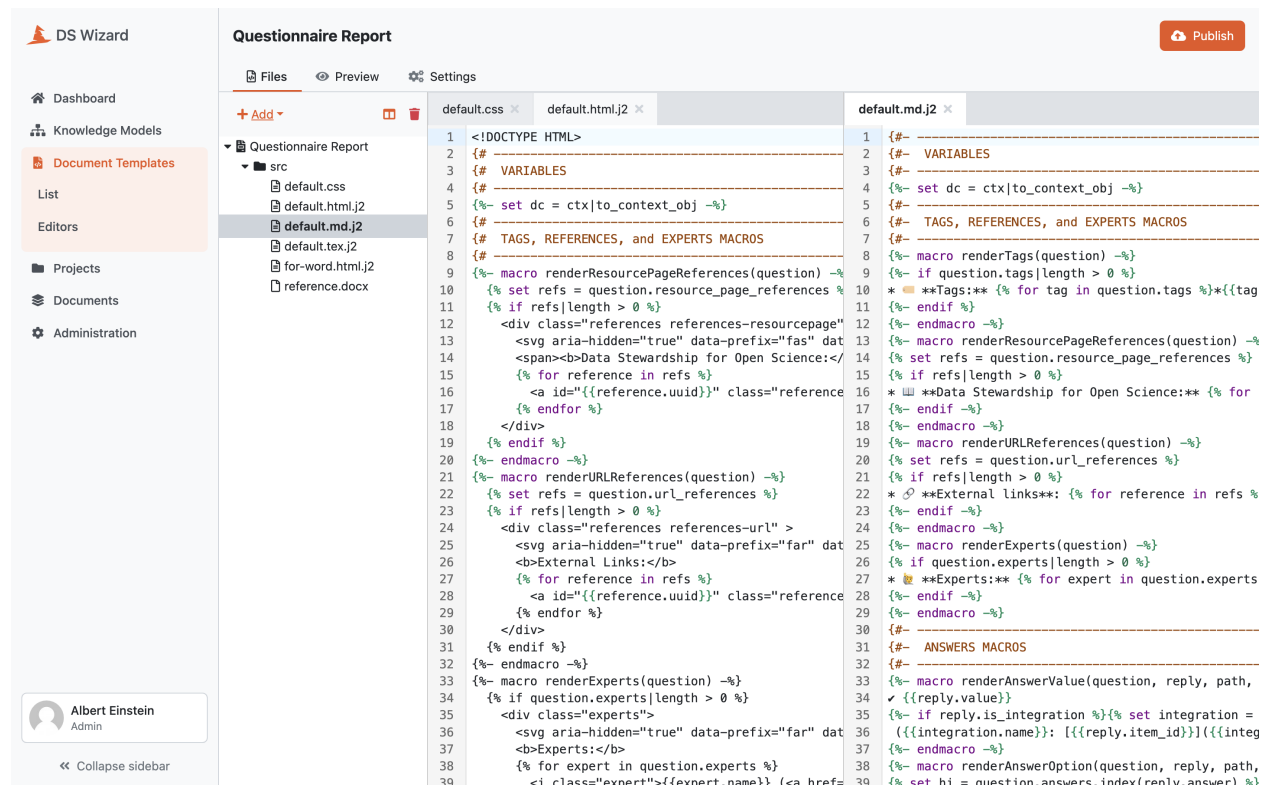 DS Wizard
Dashboard
Knowledge Models
Document Templates
List
Editors
Projects
Documents
Administration
Albert Einstein
Admin
Collapse sidebar
Questionnaire Report
Publish
Files
Preview
Settings
Add
Questionnaire Report
src
default.css
default.html.j2
default.md.j2
default.tex.j2
for-word.html.j2
reference.docx
default.css
default.html.j2
1 <!DOCTYPE HTML>
2 {# ------------------------------------------------
3 {#  VARIABLES
4 {# ------------------------------------------------
5 {%- set dc = ctx|to_context_obj -%}
6 {# ------------------------------------------------
7 {#  TAGS, REFERENCES, and EXPERTS MACROS
8 {# ------------------------------------------------
9 {%- macro renderResourcePageReferences(question) -%
10   {% set refs = question.resource_page_references %
11   {% if refs|length > 0 %}
12     <div class="references references-resourcepage"
13       <svg aria-hidden="true" data-prefix="fas" dat
14       <span><b>Data Stewardship for Open Science:</
15       {% for reference in refs %}
16         <a id="{{reference.uuid}}" class="reference
17       {% endfor %}
18     </div>
19   {% endif %}
20 {%- endmacro -%}
21 {%- macro renderURLReferences(question) -%}
22   {% set refs = question.url_references %}
23   {% if refs|length > 0 %}
24     <div class="references references-url" >
25       <svg aria-hidden="true" data-prefix="far" dat
26       <b>External Links:</b>
27       {% for reference in refs %}
28         <a id="{{reference.uuid}}" class="reference
29       {% endfor %}
30     </div>
31   {% endif %}
32 {%- endmacro -%}
33 {%- macro renderExperts(question) -%}
34   {% if question.experts|length > 0 %}
35     <div class="experts">
36       <svg aria-hidden="true" data-prefix="far" dat
37       <b>Experts:</b>
38       {% for expert in question.experts %}
39         <i class="expert">{{expert.name}} (<a href=
default.md.j2
1 {#- -----------------------------------------------
2 {#-  VARIABLES
3 {#- -----------------------------------------------
4 {%- set dc = ctx|to_context_obj -%}
5 {#- -----------------------------------------------
6 {#-  TAGS, REFERENCES, and EXPERTS MACROS
7 {#- -----------------------------------------------
8 {%- macro renderTags(question) -%}
9 {%- if question.tags|length > 0 %}
10 * 🏷️ **Tags:** {% for tag in question.tags %}*{{tag
11 {%- endif %}
12 {%- endmacro -%}
13 {%- macro renderResourcePageReferences(question) -%
14 {% set refs = question.resource_page_references %}
15 {% if refs|length > 0 %}
16 * 📖 **Data Stewardship for Open Science:** {% for
17 {%- endif -%}
18 {%- endmacro -%}
19 {%- macro renderURLReferences(question) -%}
20 {% set refs = question.url_references %}
21 {% if refs|length > 0 %}
22 * 🔗 **External links**: {% for reference in refs %
23 {%- endif -%}
24 {%- endmacro -%}
25 {%- macro renderExperts(question) -%}
26 {% if question.experts|length > 0 %}
27 * 🙋 **Experts:** {% for expert in question.experts
28 {%- endif -%}
29 {%- endmacro -%}
30 {#- -----------------------------------------------
31 {#-  ANSWERS MACROS
32 {#- -----------------------------------------------
33 {%- macro renderAnswerValue(question, reply, path,
34 ✔ {{reply.value}}
35 {%- if reply.is_integration %}{% set integration =
36  ({{integration.name}}: [{{reply.item_id}}]({{integ
37 {%- endmacro -%}
38 {%- macro renderAnswerOption(question, reply, path,
39 {% set hi = question.answers.index(reply.answer) %}